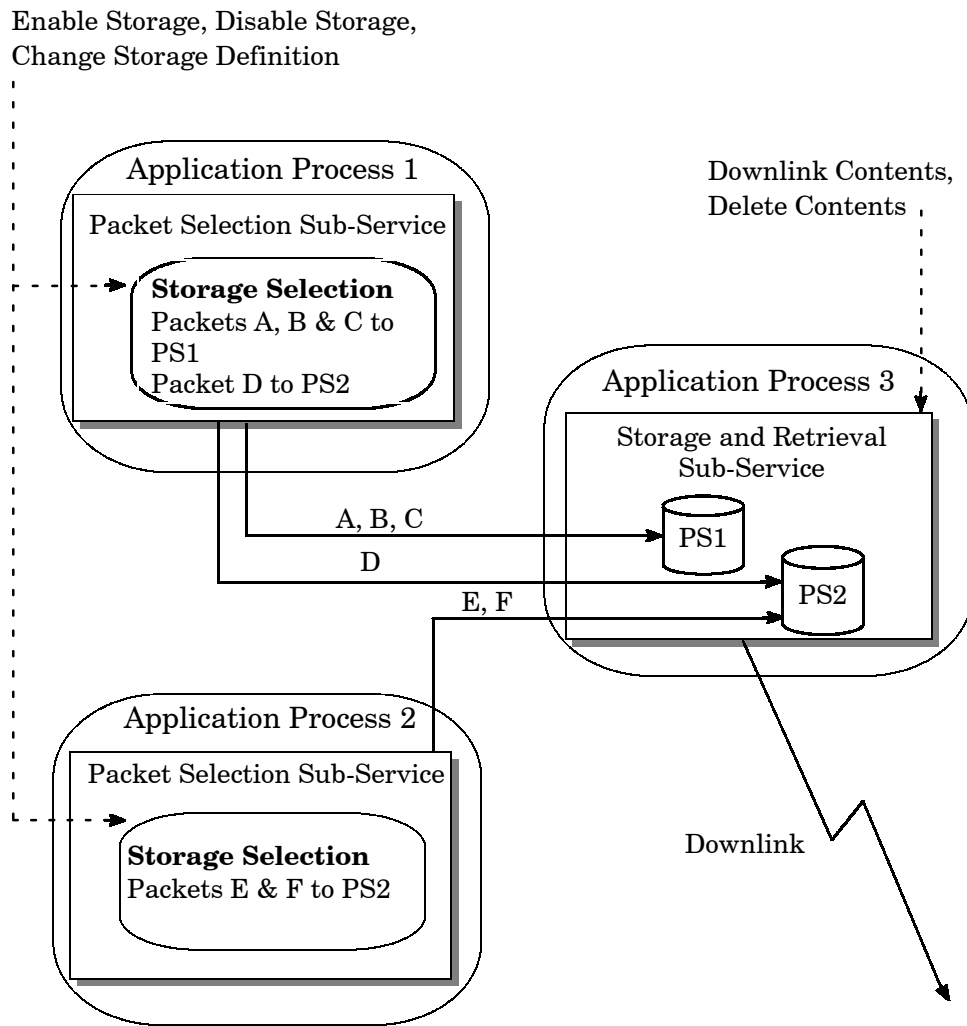 Enable Storage, Disable Storage,
Change Storage Definition
Application Process 1
Packet Selection Sub-Service
Storage Selection
Packets A, B & C to
PS1
Packet D to PS2
Downlink Contents,
Delete Contents
Application Process 3
Storage and Retrieval
Sub-Service
A, B, C
PS1
D
PS2
E, F
Application Process 2
Packet Selection Sub-Service
Storage Selection
Packets E & F to PS2
Downlink